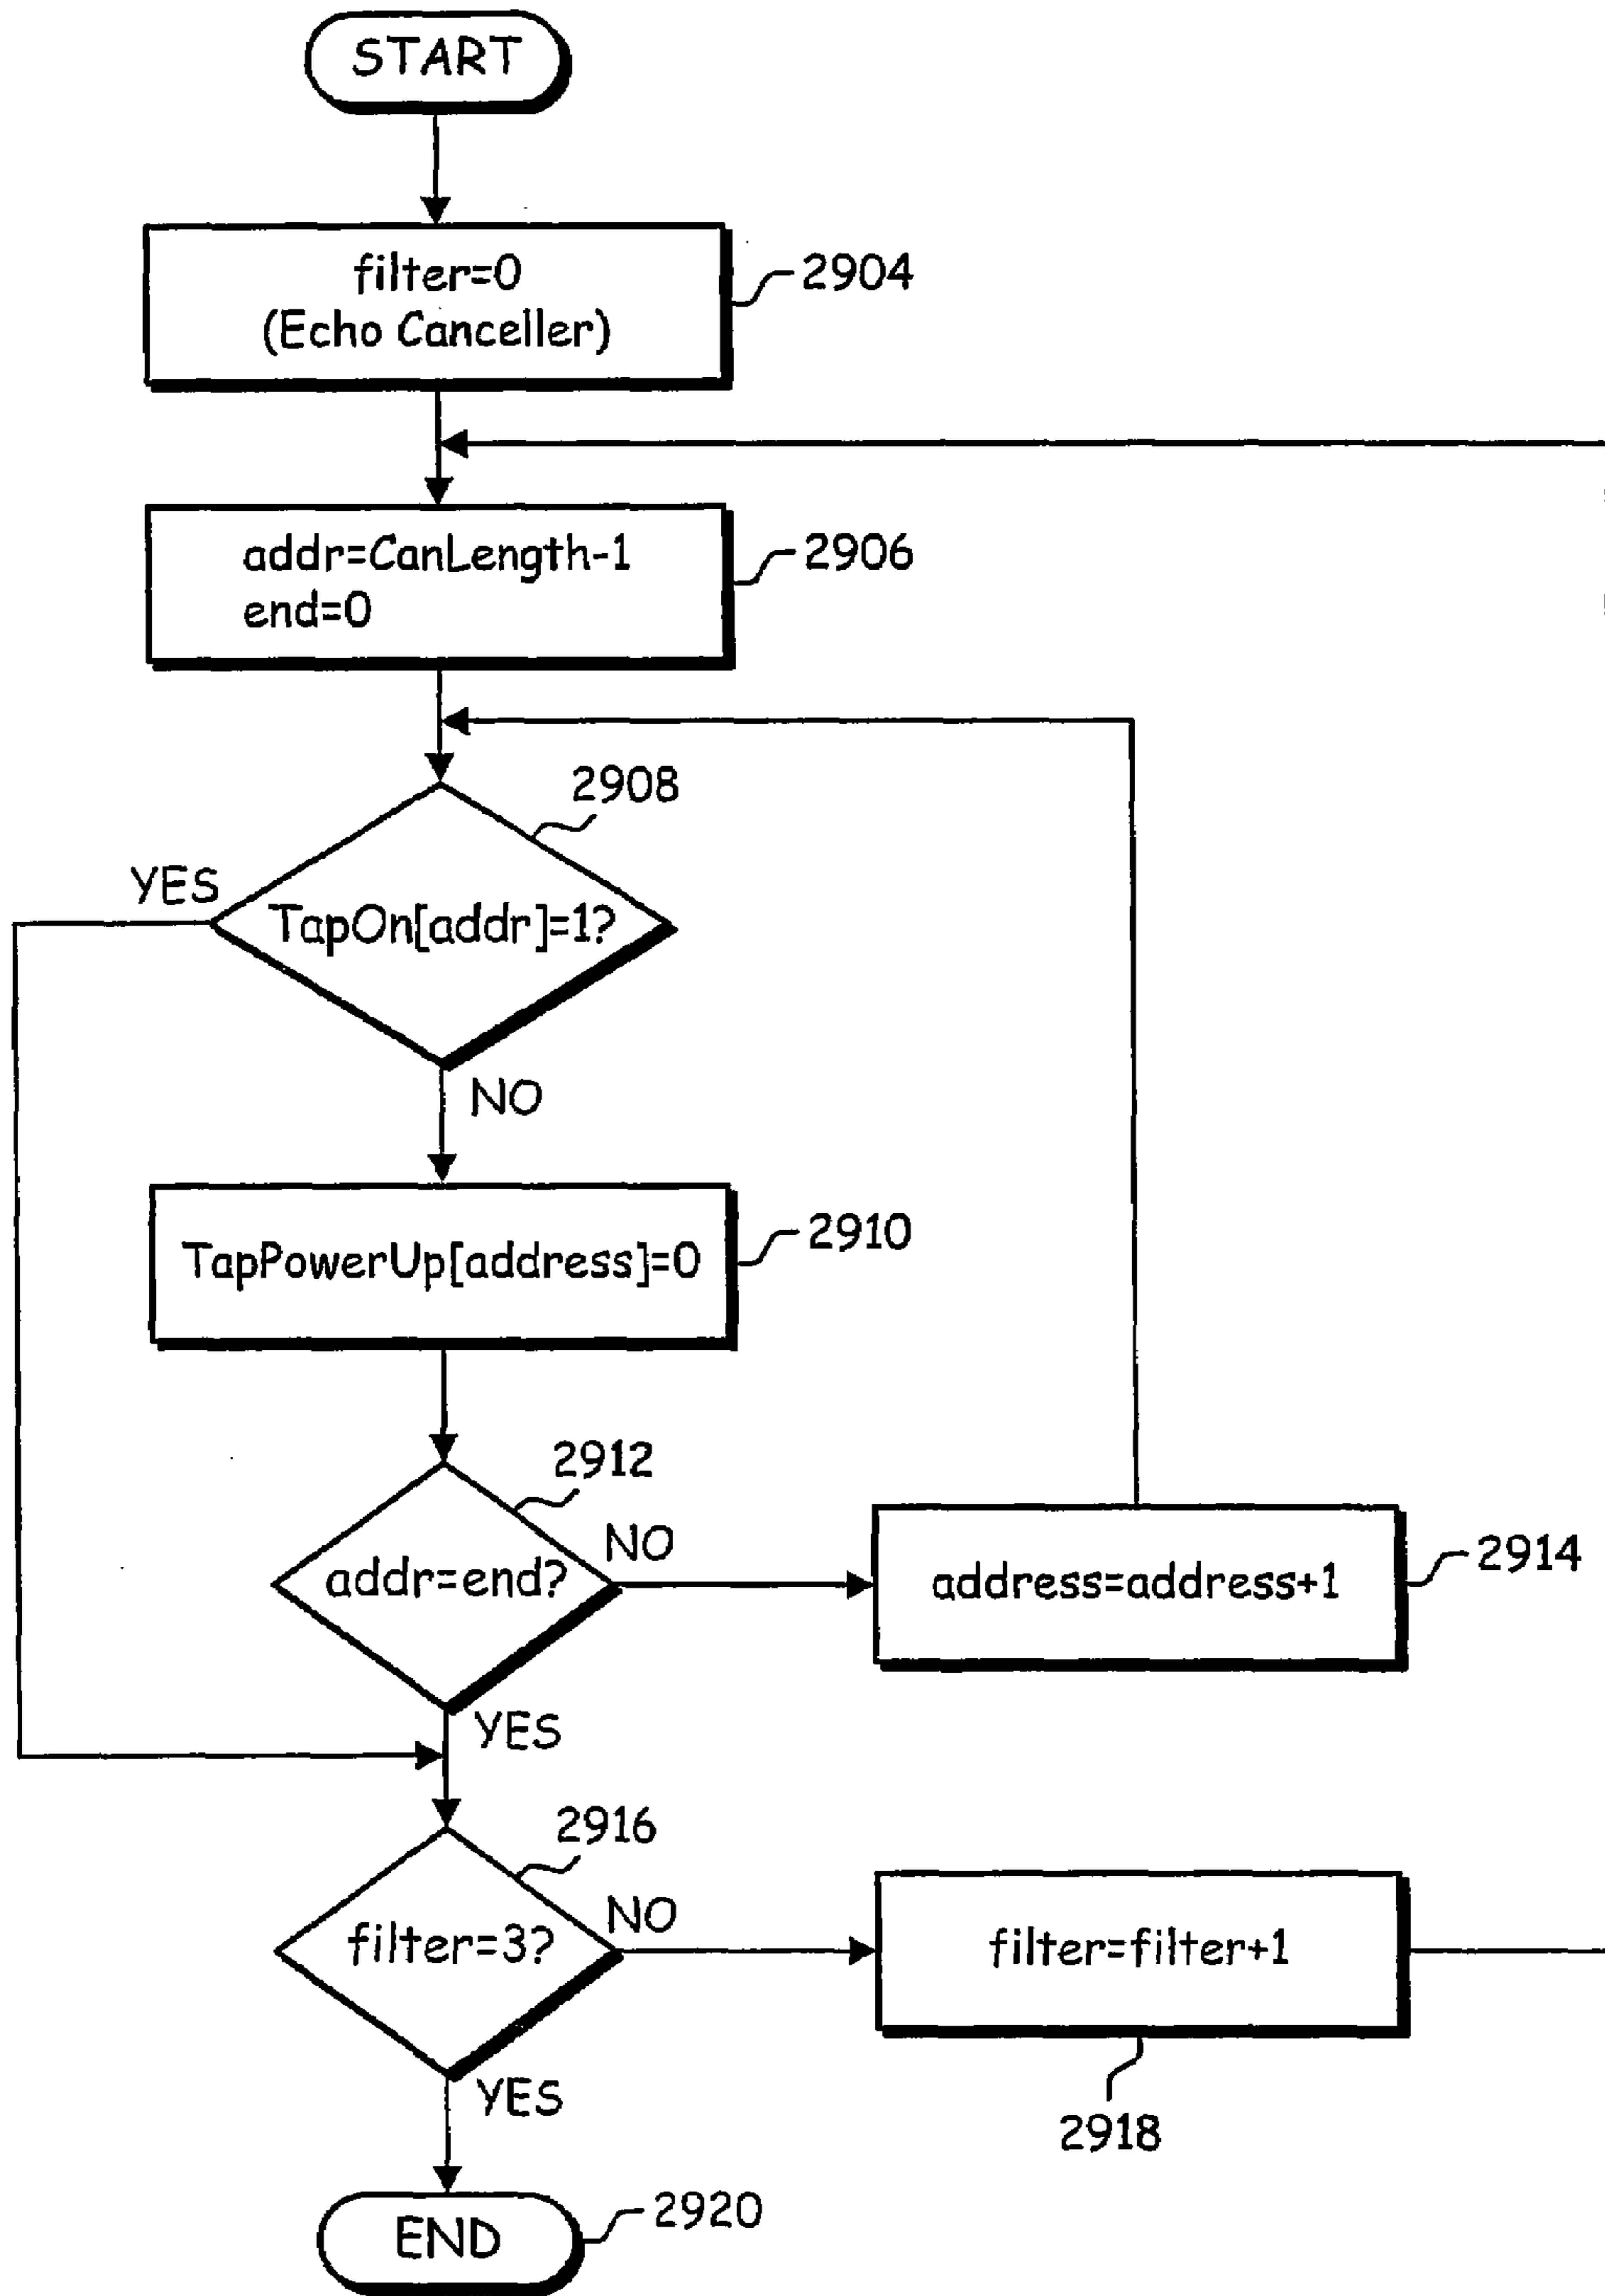 START
filter=0
(Echo Canceller)
2904
addr=CanLength-1
end=0
2906
2908
YES
TapOn[addr]=1?
NO
TapPowerUp[address]=0
2910
2912
addr=end?
NO
address=address+1
2914
YES
2916
filter=3?
NO
filter=filter+1
2918
YES
END
2920